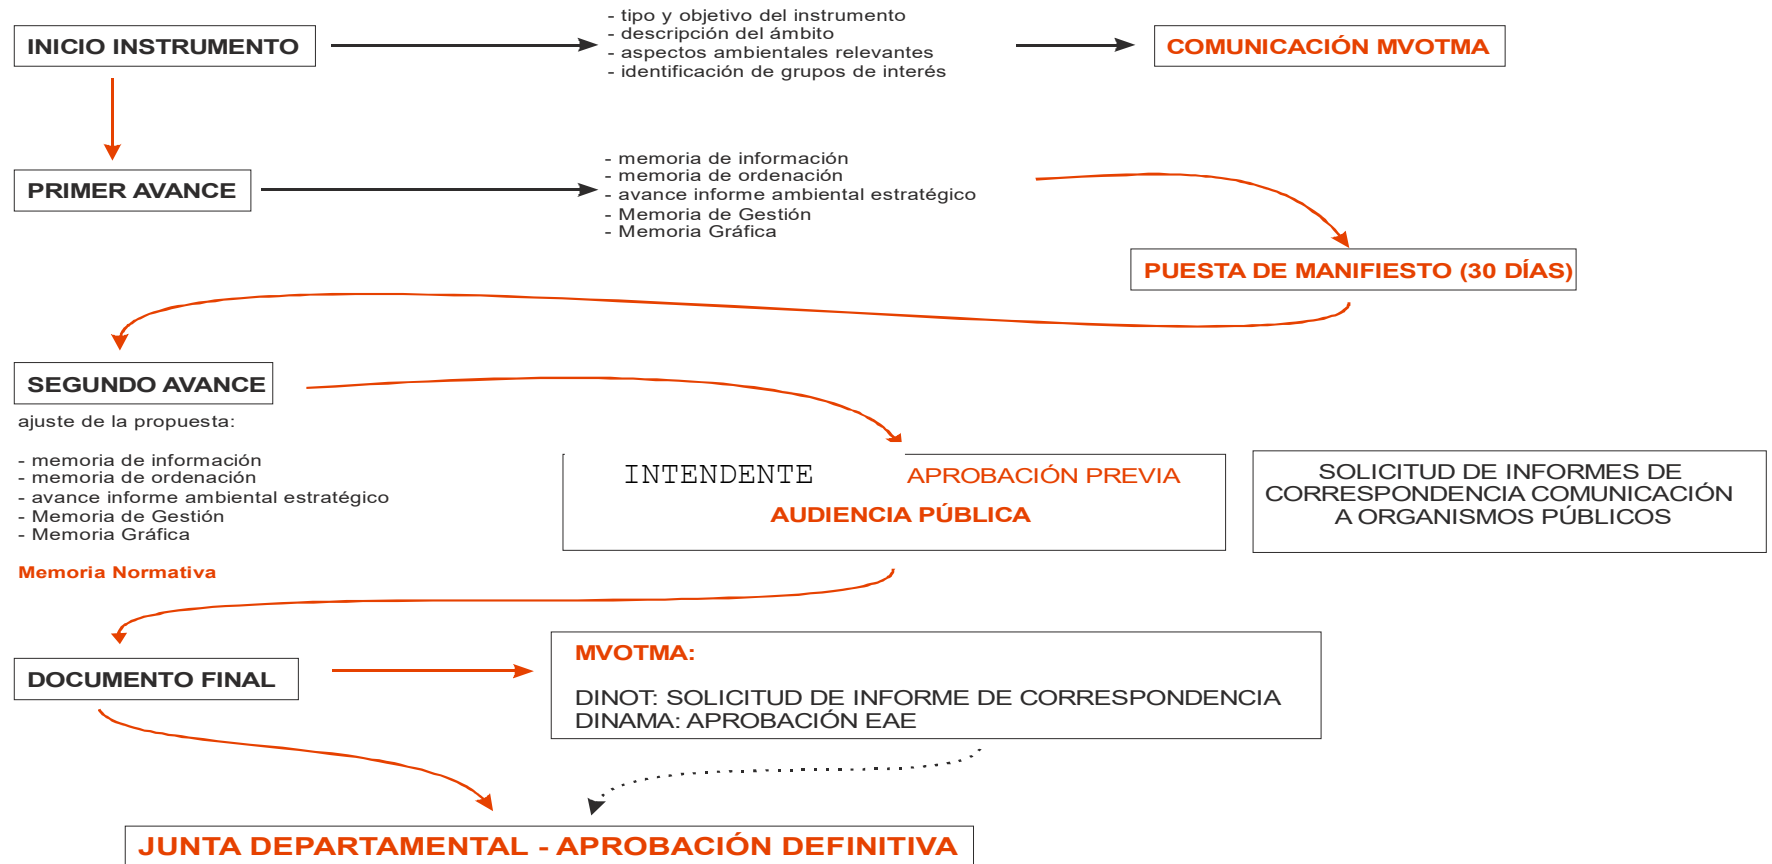 INICIO INSTRUMENTO
- tipo y objetivo del instrumento
- descripción del ámbito
- aspectos ambientales relevantes
- identificación de grupos de interés
COMUNICACIÓN MVOTMA
PRIMER AVANCE
- memoria de información
- memoria de ordenación
- avance informe ambiental estratégico
- Memoria de Gestión
- Memoria Gráfica
PUESTA DE MANIFIESTO (30 DÍAS)
SEGUNDO AVANCE
ajuste de la propuesta:
- memoria de información
- memoria de ordenación
- avance informe ambiental estratégico
- Memoria de Gestión
- Memoria Gráfica
Memoria Normativa
INTENDENTE APROBACIÓN PREVIA
AUDIENCIA PÚBLICA
SOLICITUD DE INFORMES DE
CORRESPONDENCIA COMUNICACIÓN
A ORGANISMOS PÚBLICOS
DOCUMENTO FINAL
MVOTMA:
DINOT: SOLICITUD DE INFORME DE CORRESPONDENCIA
DINAMA: APROBACIÓN EAE
JUNTA DEPARTAMENTAL - APROBACIÓN DEFINITIVA